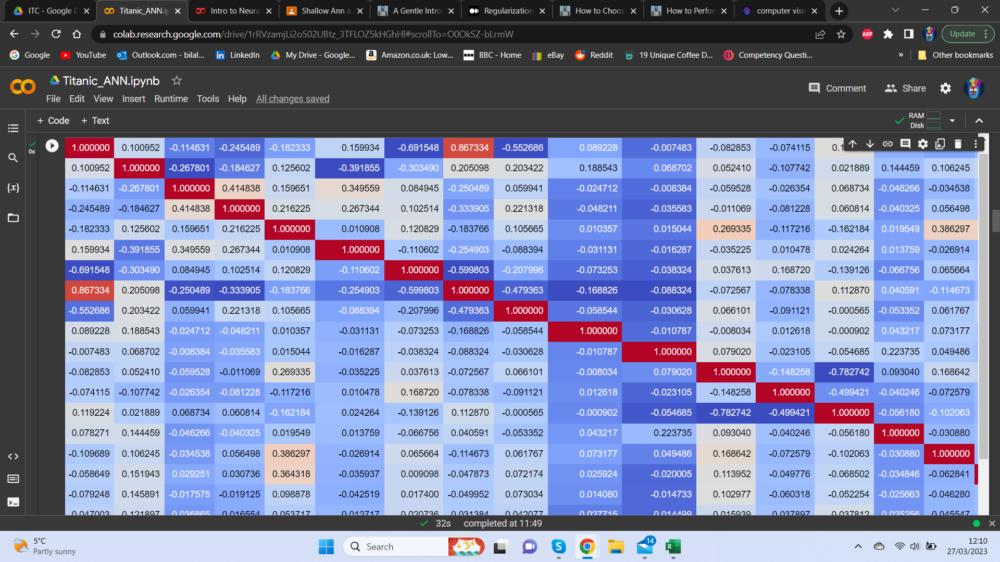 ITC - Google D
Titanic_ANN.ip
Intro to Neura
Shallow Ann a
A Gentle Intro
Regularization
How to Choos
How to Perfor
computer visi
colab.research.google.com/drive/1rRVzamjLi2o502UBtz_3TFLOZ5kHGhHl#scrollTo=O0OkSZ-bLrmW
ABP
Update
Google YouTube Outlook.com - bilal... LinkedIn My Drive - Google... Amazon.co.uk: Low... BBC - Home eBay Reddit 19 Unique Coffee D... Competency Questi... » Other bookmarks
Titanic_ANN.ipynb
Comment Share
File Edit View Insert Runtime Tools Help All changes saved
+ Code + Text
RAM
Disk
0s
1.000000 0.100952 -0.114631 -0.245489 -0.182333 0.159934 -0.691548 0.867334 -0.552686 0.089228 -0.007483 -0.082853 -0.074115 0.1
0.100952 1.000000 -0.267801 -0.184627 0.125602 -0.391855 -0.303490 0.205098 0.203422 0.188543 0.068702 0.052410 -0.107742 0.021889 0.144459 0.106245
-0.114631 -0.267801 1.000000 0.414838 0.159651 0.349559 0.084945 -0.250489 0.059941 -0.024712 -0.008384 -0.059528 -0.026354 0.068734 -0.046266 -0.034538
-0.245489 -0.184627 0.414838 1.000000 0.216225 0.267344 0.102514 -0.333905 0.221318 -0.048211 -0.035583 -0.011069 -0.081228 0.060814 -0.040325 0.056498
-0.182333 0.125602 0.159651 0.216225 1.000000 0.010908 0.120829 -0.183766 0.105665 0.010357 0.015044 0.269335 -0.117216 -0.162184 0.019549 0.386297
0.159934 -0.391855 0.349559 0.267344 0.010908 1.000000 -0.110602 -0.254903 -0.088394 -0.031131 -0.016287 -0.035225 0.010478 0.024264 0.013759 -0.026914
-0.691548 -0.303490 0.084945 0.102514 0.120829 -0.110602 1.000000 -0.599803 -0.207996 -0.073253 -0.038324 0.037613 0.168720 -0.139126 -0.066756 0.065664
0.867334 0.205098 -0.250489 -0.333905 -0.183766 -0.254903 -0.599803 1.000000 -0.479363 -0.168826 -0.088324 -0.072567 -0.078338 0.112870 0.040591 -0.114673
-0.552686 0.203422 0.059941 0.221318 0.105665 -0.088394 -0.207996 -0.479363 1.000000 -0.058544 -0.030628 0.066101 -0.091121 -0.000565 -0.053352 0.061767
0.089228 0.188543 -0.024712 -0.048211 0.010357 -0.031131 -0.073253 -0.168826 -0.058544 1.000000 -0.010787 -0.008034 0.012618 -0.000902 0.043217 0.073177
-0.007483 0.068702 -0.008384 -0.035583 0.015044 -0.016287 -0.038324 -0.088324 -0.030628 -0.010787 1.000000 0.079020 -0.023105 -0.054685 0.223735 0.049486
-0.082853 0.052410 -0.059528 -0.011069 0.269335 -0.035225 0.037613 -0.072567 0.066101 -0.008034 0.079020 1.000000 -0.148258 -0.782742 0.093040 0.168642
-0.074115 -0.107742 -0.026354 -0.081228 -0.117216 0.010478 0.168720 -0.078338 -0.091121 0.012618 -0.023105 -0.148258 1.000000 -0.499421 -0.040246 -0.072579
0.119224 0.021889 0.068734 0.060814 -0.162184 0.024264 -0.139126 0.112870 -0.000565 -0.000902 -0.054685 -0.782742 -0.499421 1.000000 -0.056180 -0.102063
0.078271 0.144459 -0.046266 -0.040325 0.019549 0.013759 -0.066756 0.040591 -0.053352 0.043217 0.223735 0.093040 -0.040246 -0.056180 1.000000 -0.030880
-0.109689 0.106245 -0.034538 0.056498 0.386297 -0.026914 0.065664 -0.114673 0.061767 0.073177 0.049486 0.168642 -0.072579 -0.102063 -0.030880 1.000000
-0.058649 0.151943 0.029251 0.030736 0.364318 -0.035937 0.009098 -0.047873 0.072174 0.025924 -0.020005 0.113952 -0.049776 -0.068502 -0.034846 -0.062841
-0.079248 0.145891 -0.017575 -0.019125 0.098878 -0.042519 0.017400 -0.049952 0.073034 0.014080 -0.014733 0.102977 -0.060318 -0.052254 -0.025663 -0.046280
32s completed at 11:49
5°C
Partly sunny
Search
14
12:10
27/03/2023